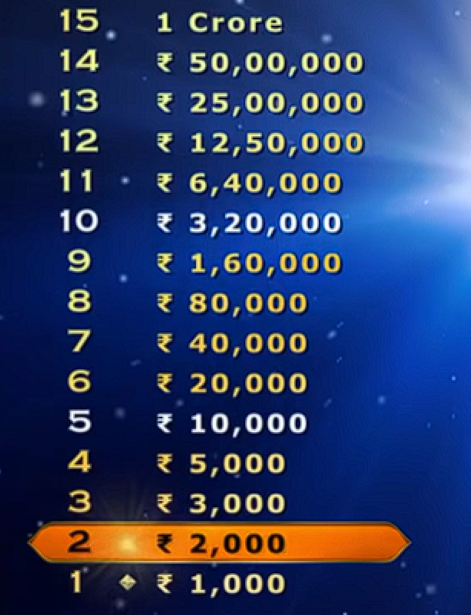 15 1 Crore
14 ₹ 50,00,000
13 ₹ 25,00,000
12 ₹ 12,50,000
11 ₹ 6,40,000
10 ₹ 3,20,000
9 ₹ 1,60,000
8 ₹ 80,000
7 ₹ 40,000
6 ₹ 20,000
5 ₹ 10,000
4 ₹ 5,000
3 ₹ 3,000
2 ₹ 2,000
1 ₹ 1,000